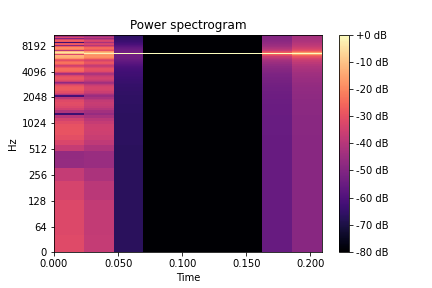 Power spectrogram
8192
4096
2048
1024
512
256
128
64
0
Hz
0.000 0.050 0.100 0.150 0.200
Time
+0 dB
-10 dB
-20 dB
-30 dB
-40 dB
-50 dB
-60 dB
-70 dB
-80 dB